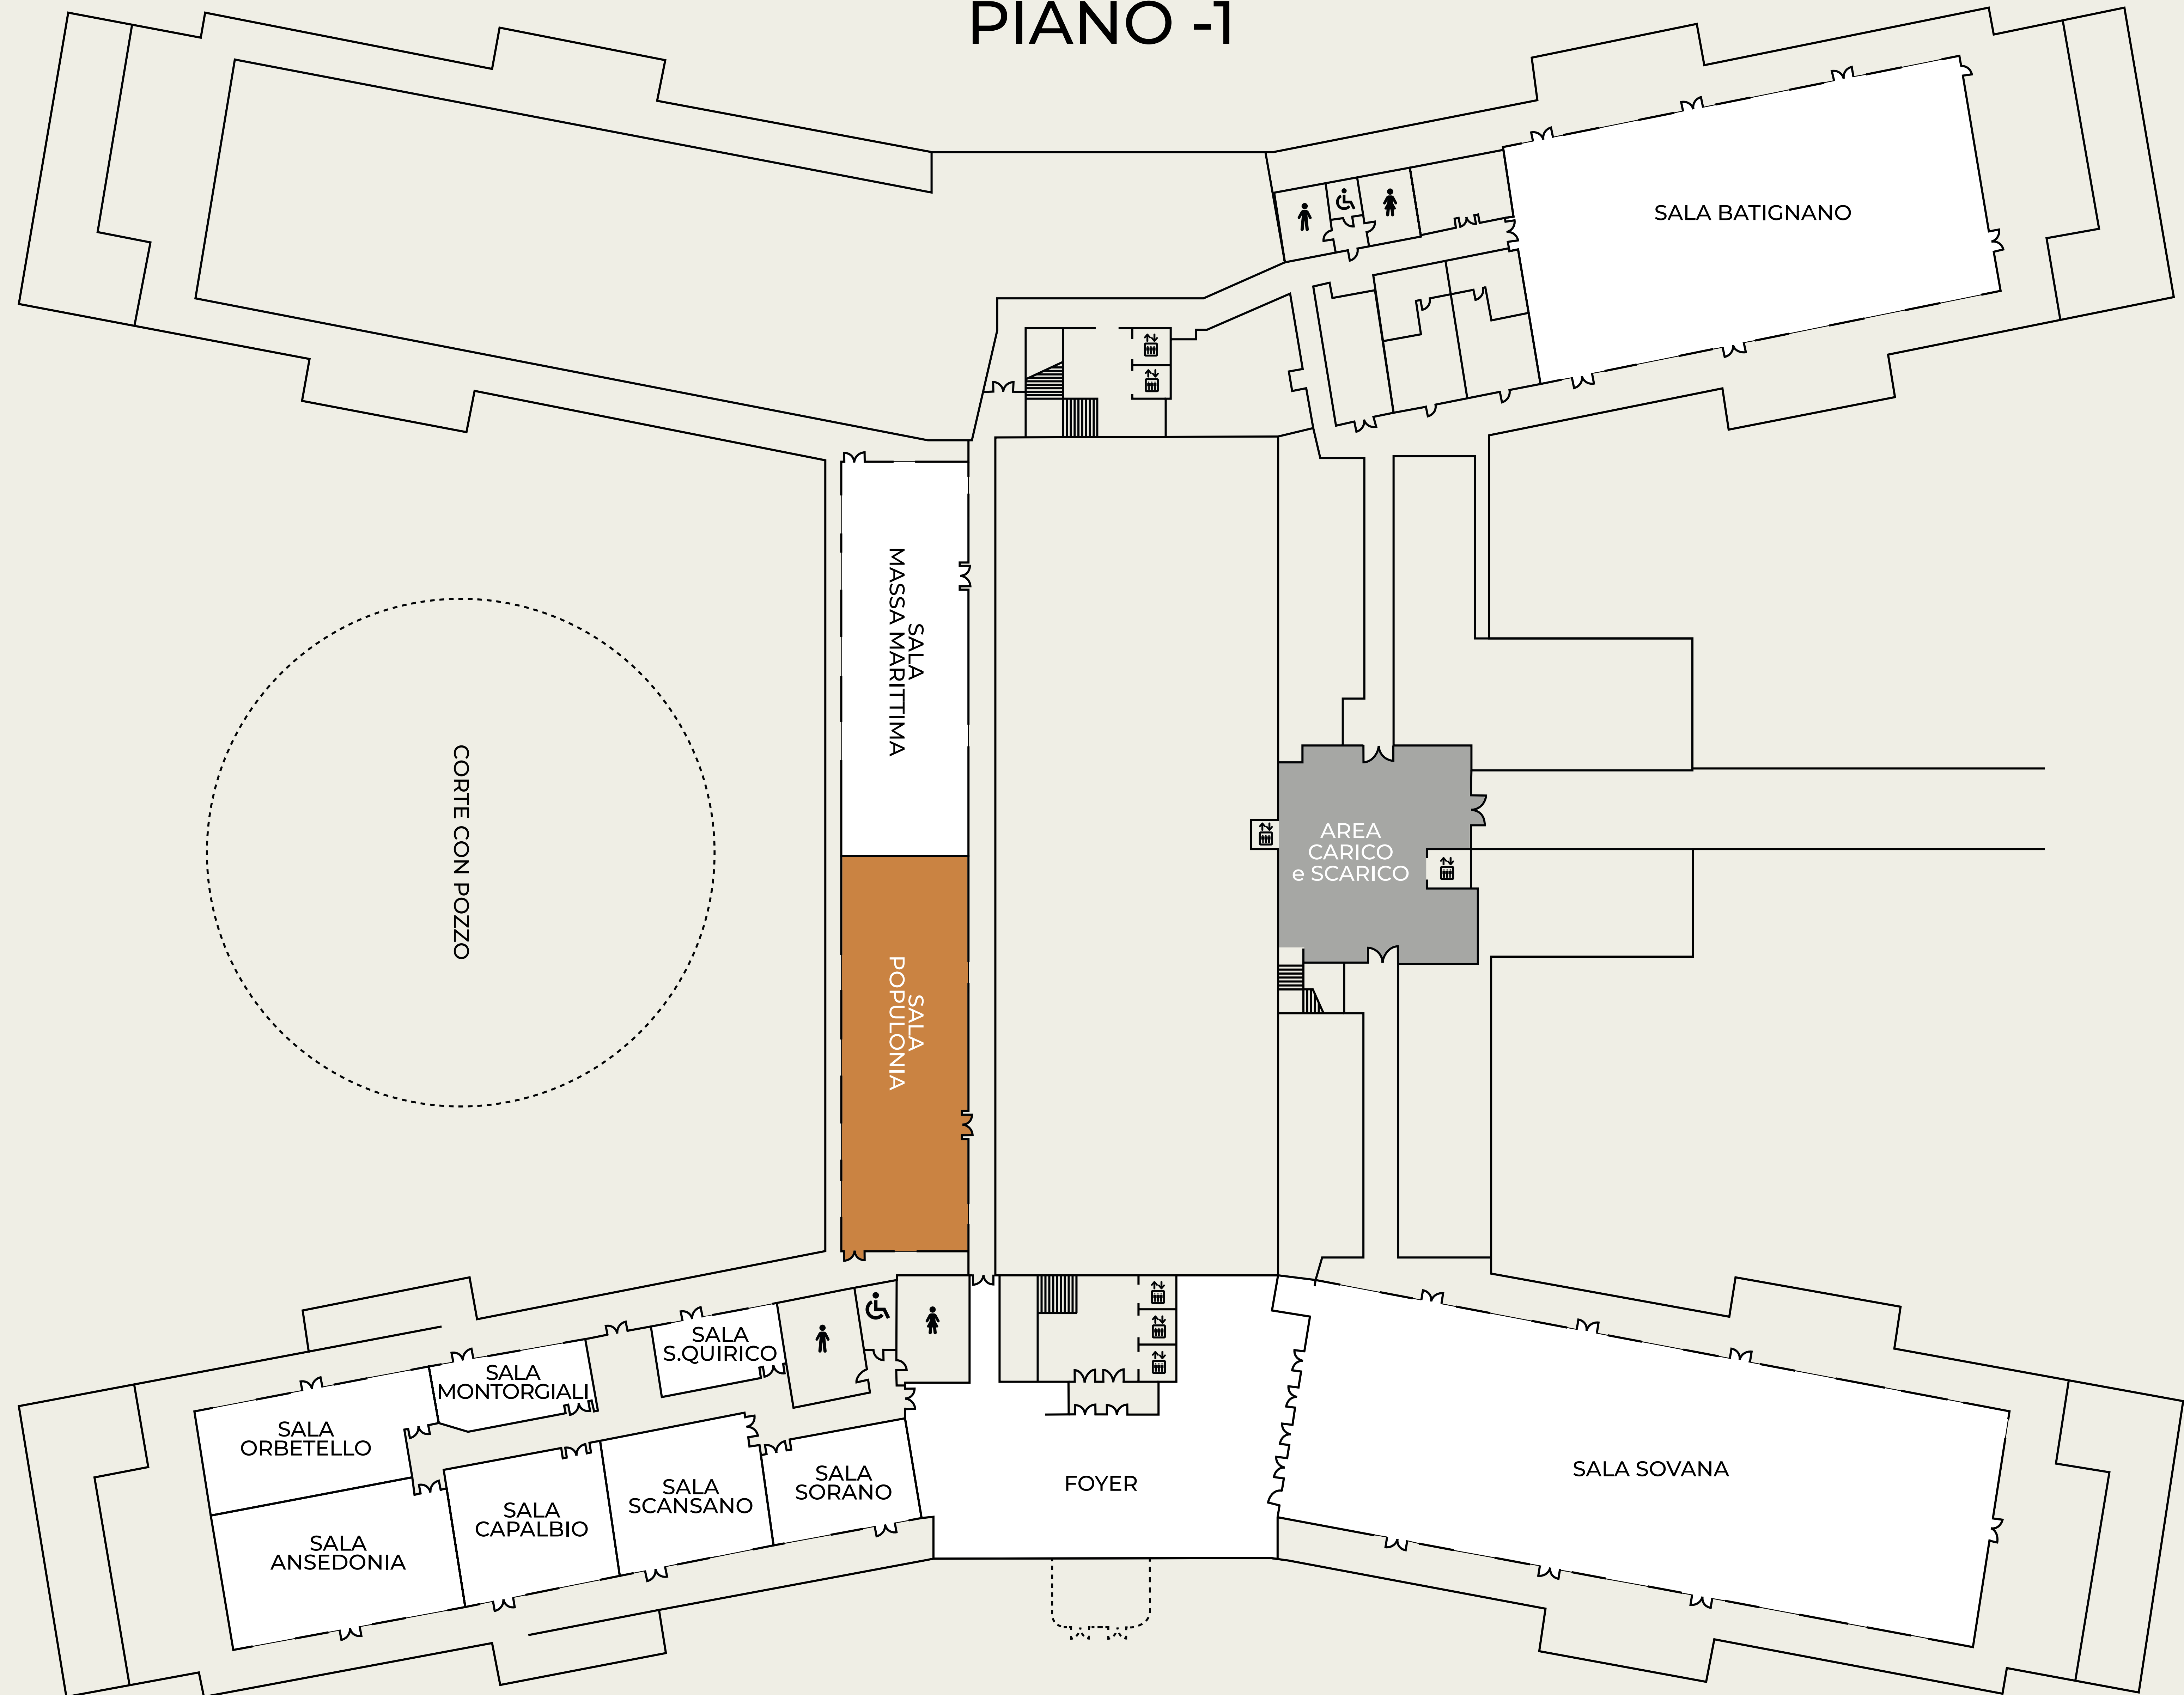 PIANO -1
SALA BATIGNANO
SALA
MASSA MARITTIMA
CORTE CON POZZO
AREA
CARICO
e SCARICO
SALA
POPULONIA
SALA
S.QUIRICO
SALA
MONTORGIALI
SALA
ORBETELLO
SALA
ANSEDONIA
SALA
CAPALBIO
SALA
SCANSANO
SALA
SORANO
FOYER
SALA SOVANA